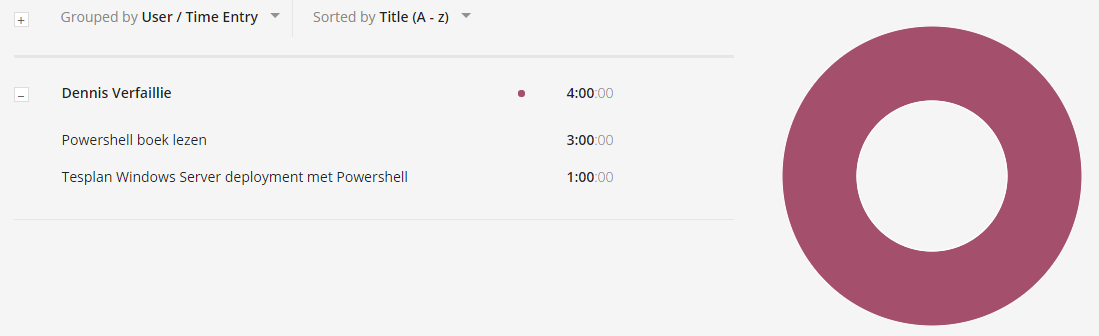 Grouped by User / Time Entry Sorted by Title (A - z)
Dennis Verfaillie 4:00:00
Powershell boek lezen 3:00:00
Tesplan Windows Server deployment met Powershell 1:00:00